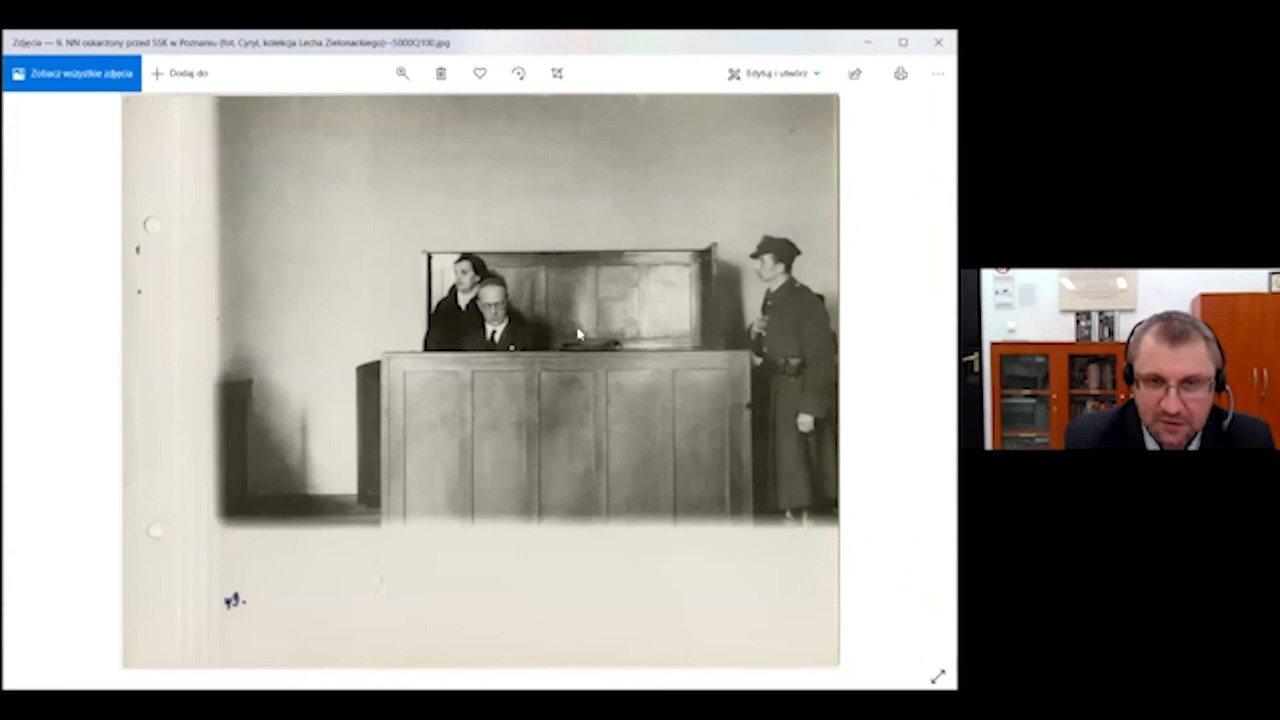 Zdjęcia — 9. NN oskarżony przed SSK w Poznaniu (fot. Cyryl, kolekcja Lecha Zielonackiego)--5000Q100.jpg
Zobacz wszystkie zdjęcia
Dodaj do
Edytuj i utwórz
49.